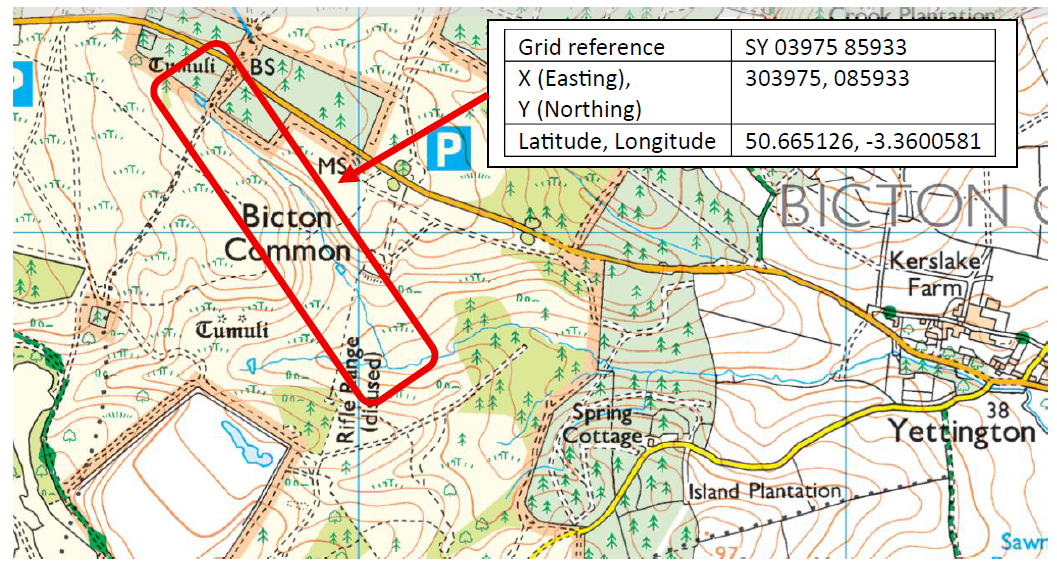 Crook Plantation
Grid reference SY 03975 85933
X (Easting), 303975, 085933
Y (Northing)
Latitude, Longitude 50.665126, -3.3600581
Tumuli BS
P
P
MS
BICTON C
Bicton
Common
Kerslake
Farm
Tumuli
Rifle Range
(disused)
Spring
Cottage
38
Yettington
Island Plantation
Sawm
97